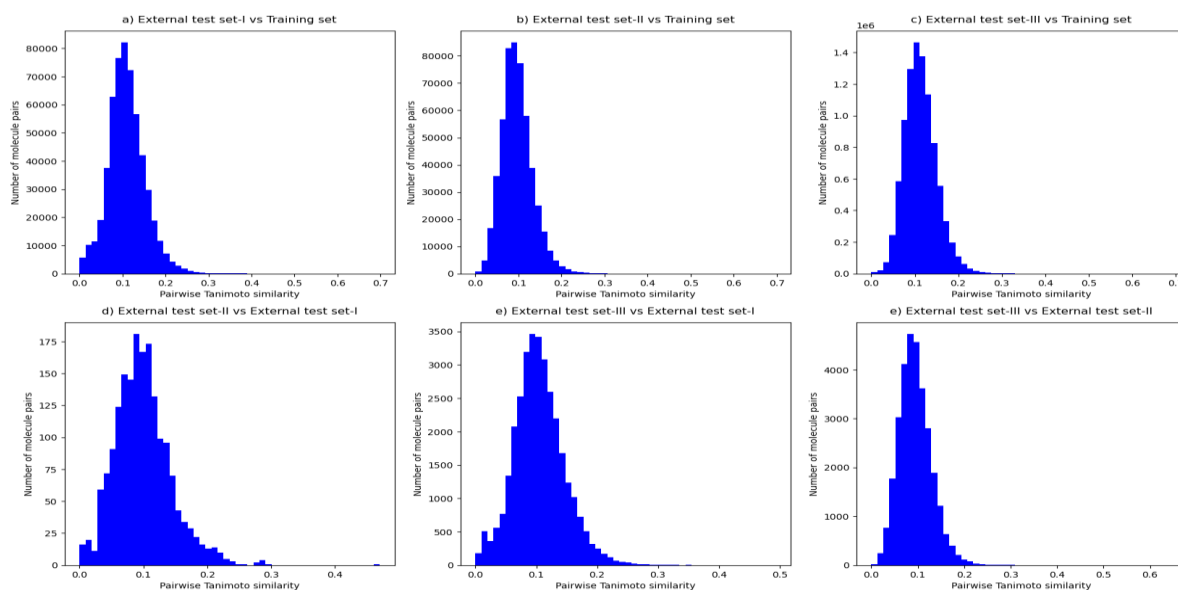 a) External test set-I vs Training set
80000
70000
60000
50000
40000
30000
20000
10000
0
0.0 0.1 0.2 0.3 0.4 0.5 0.6 0.7
Number of molecule pairs
Pairwise Tanimoto similarity
b) External test set-II vs Training set
80000
70000
60000
50000
40000
30000
20000
10000
0
0.0 0.1 0.2 0.3 0.4 0.5 0.6 0.7
Number of molecule pairs
Pairwise Tanimoto similarity
c) External test set-III vs Training set
1e6
1.4
1.2
1.0
0.8
0.6
0.4
0.2
0.0
0.0 0.1 0.2 0.3 0.4 0.5 0.6 0.7
Number of molecule pairs
Pairwise Tanimoto similarity
d) External test set-II vs External test set-I
175
150
125
100
75
50
25
0
0.0 0.1 0.2 0.3 0.4
Number of molecule pairs
Pairwise Tanimoto similarity
e) External test set-III vs External test set-I
3500
3000
2500
2000
1500
1000
500
0
0.0 0.1 0.2 0.3 0.4 0.5
Number of molecule pairs
Pairwise Tanimoto similarity
e) External test set-III vs External test set-II
4000
3000
2000
1000
0
0.0 0.1 0.2 0.3 0.4 0.5 0.6
Number of molecule pairs
Pairwise Tanimoto similarity